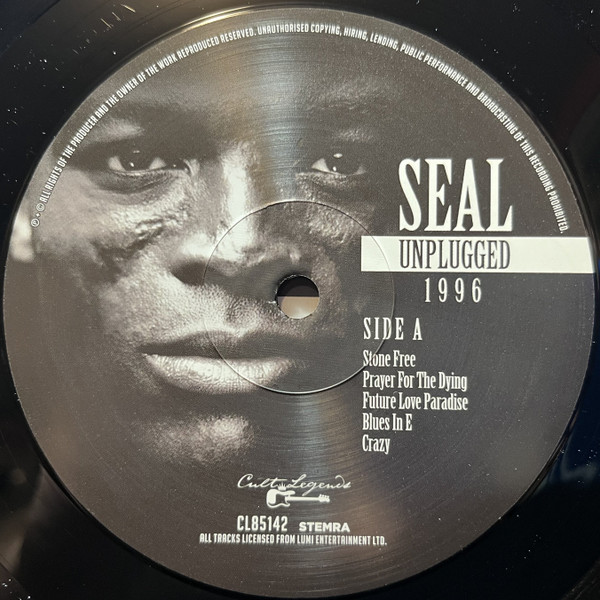 ℗ • © ALL RIGHTS OF THE PRODUCER AND THE OWNER OF THE WORK REPRODUCED RESERVED. UNAUTHORISED COPYING, HIRING, LENDING, PUBLIC PERFORMANCE AND BROADCASTING OF THIS RECORDING PROHIBITED.
SEAL
UNPLUGGED
1996
SIDE A
Stone Free
Prayer For The Dying
Future Love Paradise
Blues In E
Crazy
Cult Legends
CL85142 STEMRA
ALL TRACKS LICENSED FROM LUMI ENTERTAINMENT LTD.